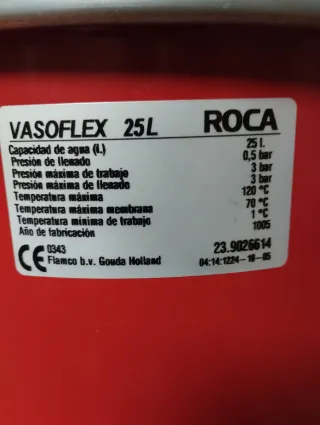 VASOFLEX 25L ROCA
Capacidad de agua (l.) 25 l.
Presión de llenado 0,5 bar
Presión máxima de trabajo 3 bar
Presión máxima de llenado 3 bar
Temperatura máxima 120 °C
Temperatura máxima membrana 70 °C
Temperatura mínima de trabajo 1 °C
Año de fabricación 1005
CE 0343 23.9026614
Flamco b.v. Gouda Holland 04:14:1224-10-05